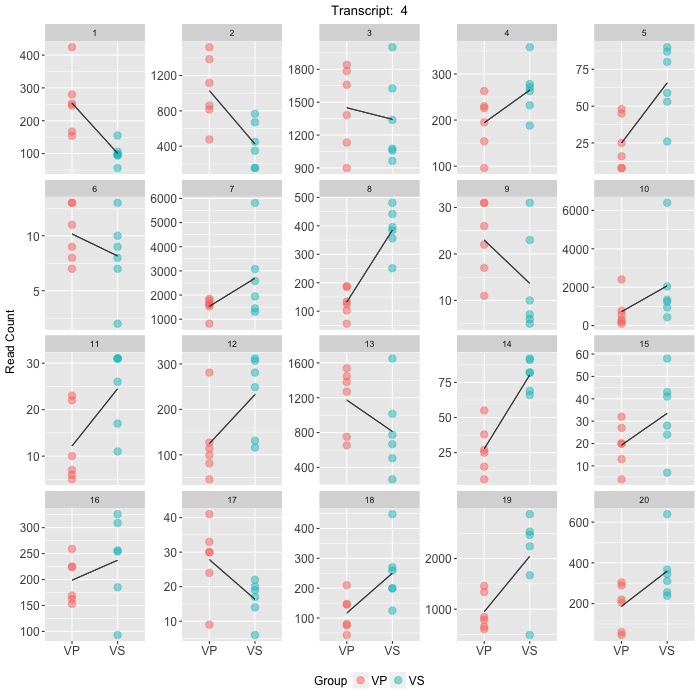 Transcript: 4
1 2 3 4 5
400 300 200 100
1200 800 400
1800 1500 1200 900
300 200 100
75 50 25
6 7 8 9 10
10 5
6000 5000 4000 3000 2000 1000
500 400 300 200 100
30 20 10
6000 4000 2000 0
Read Count
11 12 13 14 15
30 20 10
300 200 100
1600 1200 800 400
75 50 25
60 50 40 30 20 10
16 17 18 19 20
300 250 200 150 100
40 30 20 10
400 300 200 100
2000 1000
600 400 200
VP VS VP VS VP VS VP VS VP VS
Group VP VS